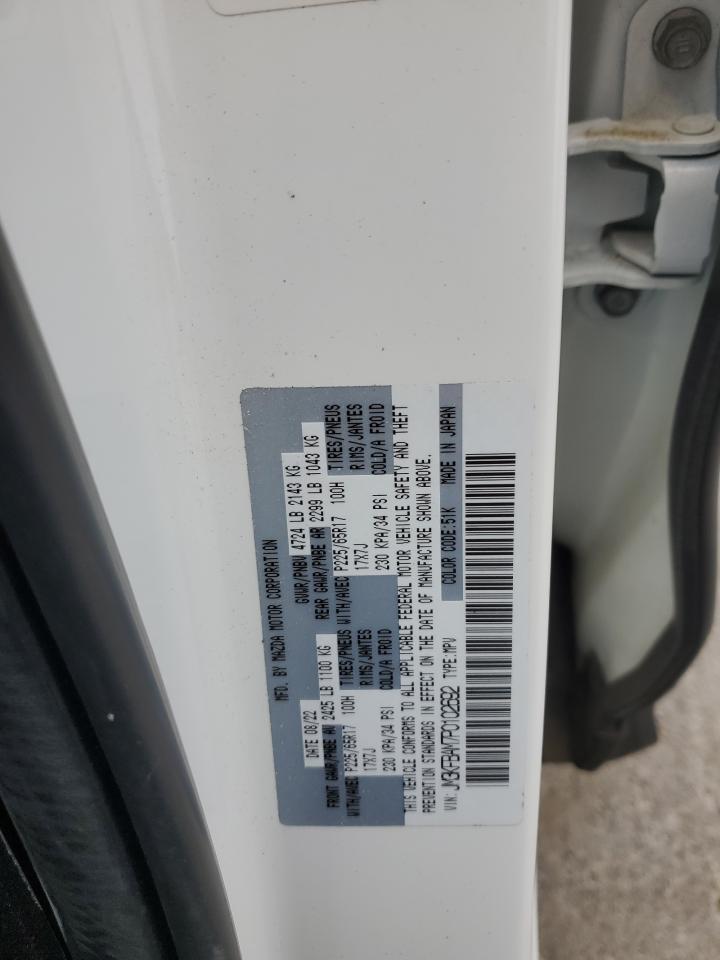 MFD. BY MAZDA MOTOR CORPORATION
DATE 08/22 GVWR/PNBV 4724 LB 2143 KG
FRONT GAWR/PNBE AV 2425 LB 1100 KG REAR GAWR/PNBE AR 2299 LB 1043 KG
WITH/AVEC P225/65R17 100H TIRES/PNEUS WITH/AVEC P225/65R17 100H TIRES/PNEUS
17X7J RIMS/JANTES 17X7J RIMS/JANTES
230 KPA/34 PSI COLD/A FROID 230 KPA/34 PSI COLD/A FROID
THIS VEHICLE CONFORMS TO ALL APPLICABLE FEDERAL MOTOR VEHICLE SAFETY AND THEFT
PREVENTION STANDARDS IN EFFECT ON THE DATE OF MANUFACTURE SHOWN ABOVE.
VIN: JM3KFBAM7P0102692 TYPE:MPV COLOR CODE:51K MADE IN JAPAN